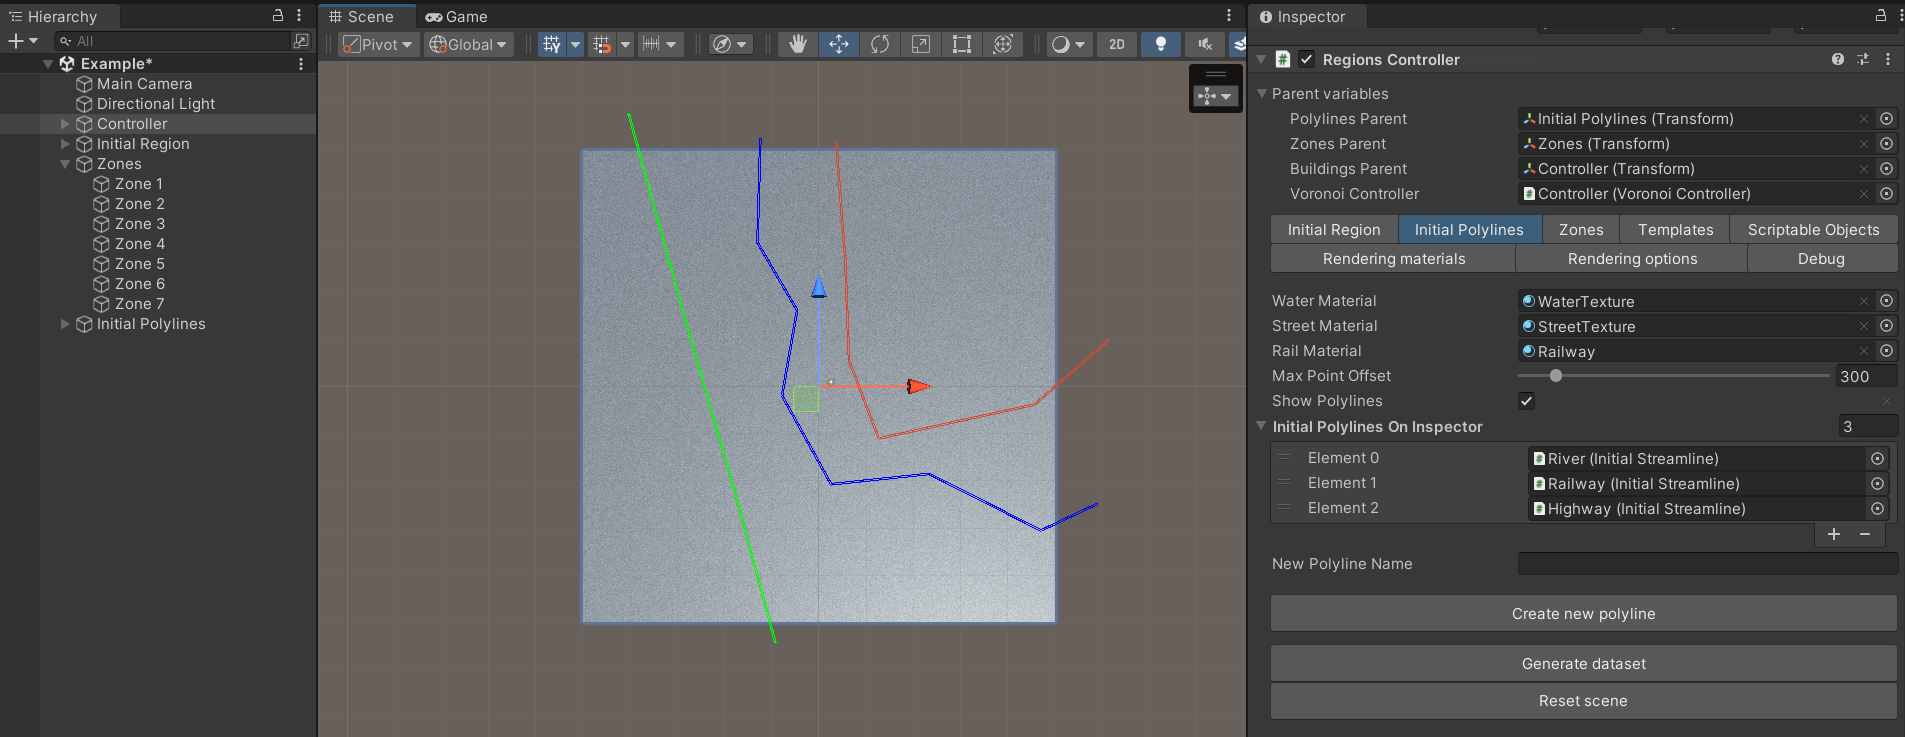 Hierarchy
All
Example*
Main Camera
Directional Light
Controller
Initial Region
Zones
Zone 1
Zone 2
Zone 3
Zone 4
Zone 5
Zone 6
Zone 7
Initial Polylines
Scene Game
Pivot Global 2D
Inspector
Regions Controller
Parent variables
Polylines Parent Initial Polylines (Transform)
Zones Parent Zones (Transform)
Buildings Parent Controller (Transform)
Voronoi Controller Controller (Voronoi Controller)
Initial Region Initial Polylines Zones Templates Scriptable Objects
Rendering materials Rendering options Debug
Water Material WaterTexture
Street Material StreetTexture
Rail Material Railway
Max Point Offset 300
Show Polylines
Initial Polylines On Inspector 3
Element 0 River (Initial Streamline)
Element 1 Railway (Initial Streamline)
Element 2 Highway (Initial Streamline)
New Polyline Name
Create new polyline
Generate dataset
Reset scene